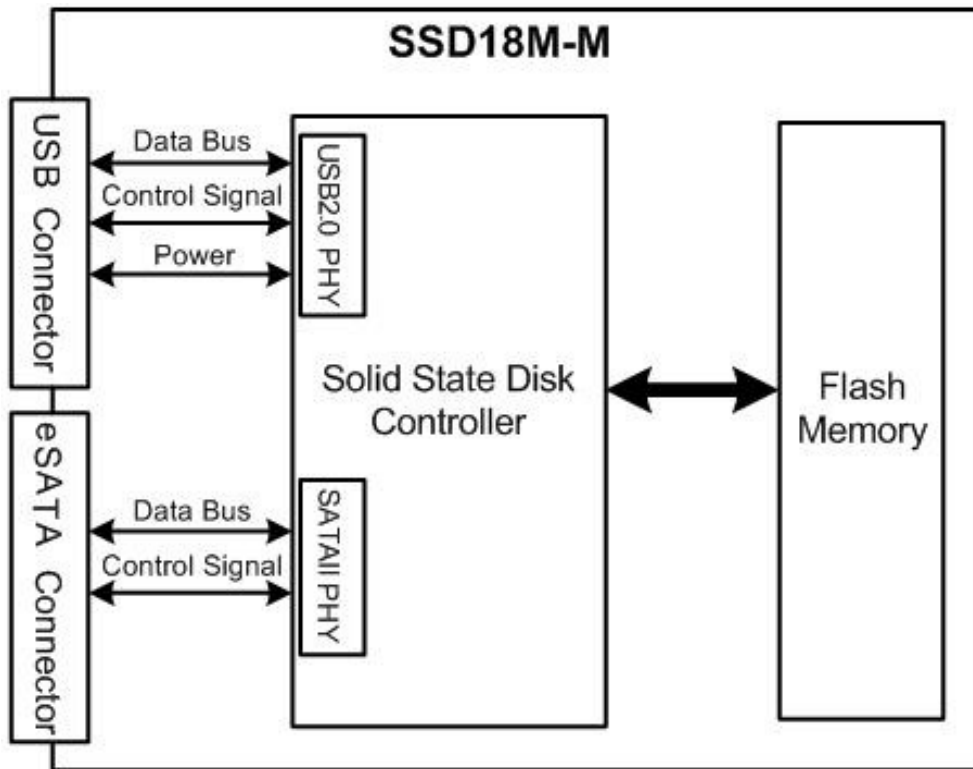 SSD18M-M
USB Connector
Data Bus
Control Signal
Power
USB2.0 PHY
Solid State Disk
Controller
Flash
Memory
eSATA Connector
Data Bus
Control Signal
SATAII PHY